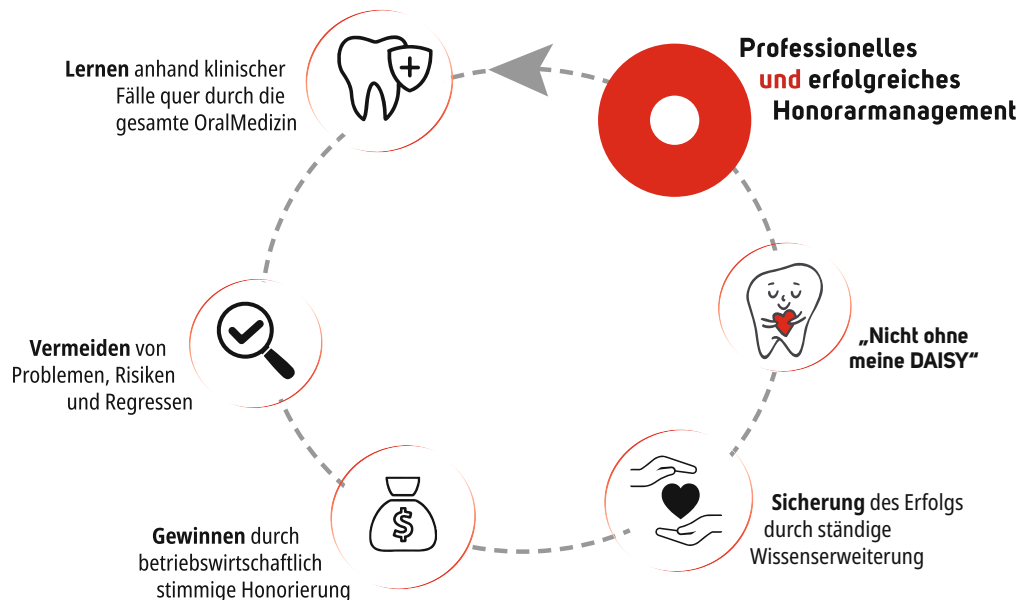 Professionelles
und erfolgreiches
Honorarmanagement
Lernen anhand klinischer
Fälle quer durch die
gesamte OralMedizin
Vermeiden von
Problemen, Risiken
und Regressen
Gewinnen durch
betriebswirtschaftlich
stimmige Honorierung
$
Sicherung des Erfolgs
durch ständige
Wissenserweiterung
„Nicht ohne
meine DAISY“